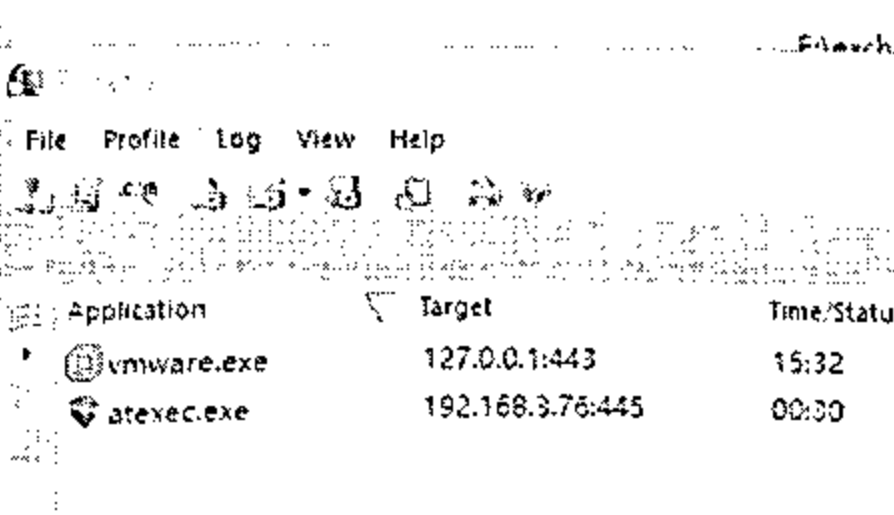 File Profile Log View Help
Application Target Time/Statu
vmware.exe 127.0.0.1:443 15:32
atexec.exe 192.168.3.76:445 00:00